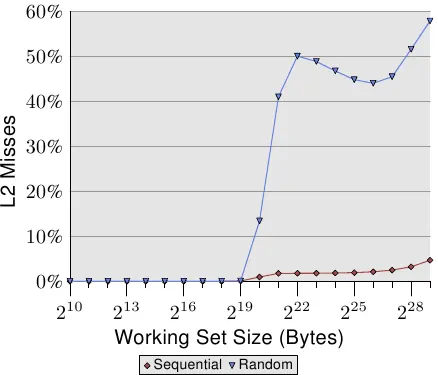 60%
50%
40%
30%
20%
10%
0%
L2 Misses
2^10 2^13 2^16 2^19 2^22 2^25 2^28
Working Set Size (Bytes)
Sequential Random